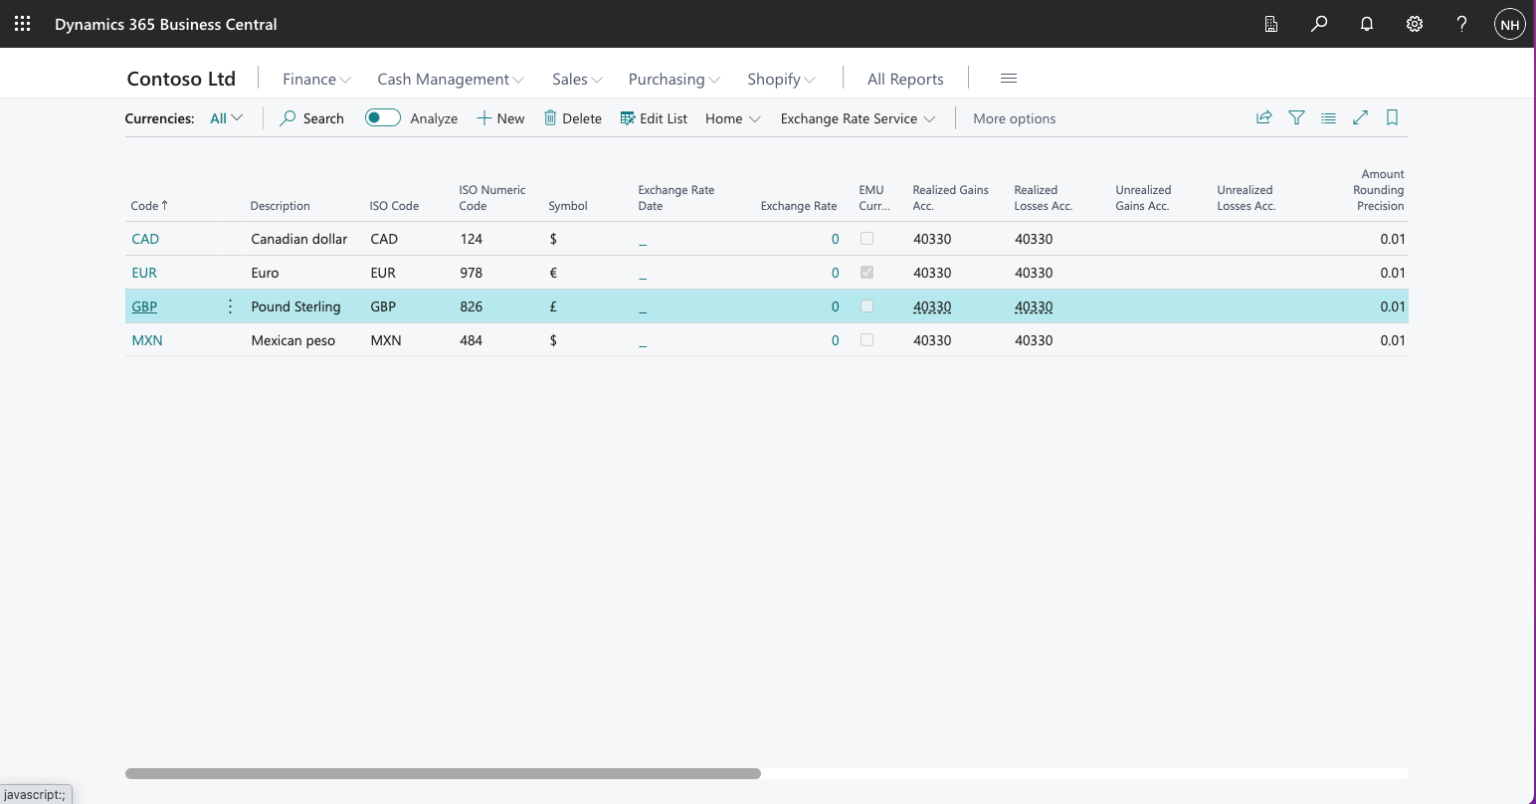 Dynamics 365 Business Central
?
NH
Contoso Ltd
Finance
Cash Management
Sales
Purchasing
Shopify
All Reports
Currencies: All
Search
Analyze
New
Delete
Edit List
Home
Exchange Rate Service
More options
Code ↑
Description
ISO Code
ISO Numeric
Code
Symbol
Exchange Rate
Date
Exchange Rate
EMU
Curr...
Realized Gains
Acc.
Realized
Losses Acc.
Unrealized
Gains Acc.
Unrealized
Losses Acc.
Amount
Rounding
Precision
CAD Canadian dollar CAD 124 $ _ 0 40330 40330 0.01
EUR Euro EUR 978 € _ 0 40330 40330 0.01
GBP Pound Sterling GBP 826 £ _ 0 40330 40330 0.01
MXN Mexican peso MXN 484 $ _ 0 40330 40330 0.01
javascript:;